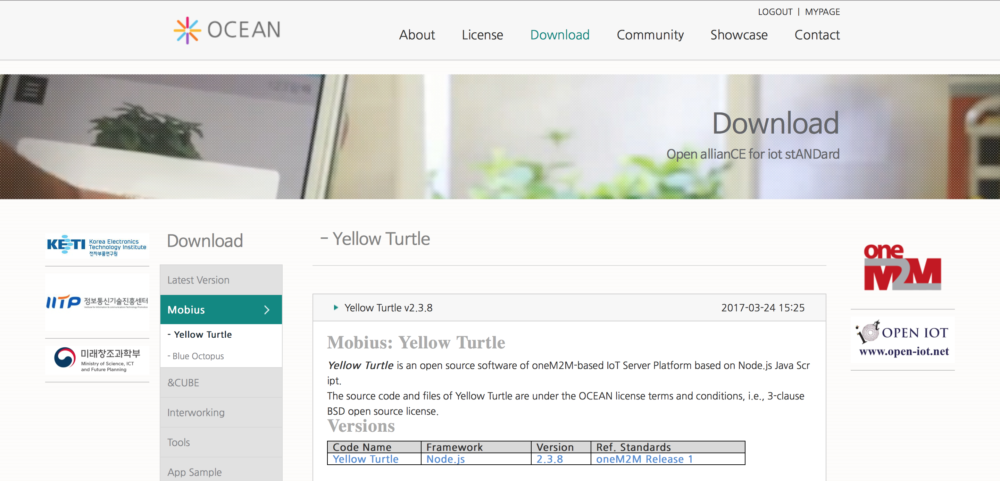 LOGOUT | MYPAGE
OCEAN
About License Download Community Showcase Contact
Download
Open allianCE for iot stANDard
KETI Korea Electronics
Technology Institute
전자부품연구원
IITP 정보통신기술진흥센터
Institute for Information & communications Technology Promotion
미래창조과학부
Ministry of Science, ICT
and Future Planning
Download
Latest Version
Mobius
- Yellow Turtle
- Blue Octopus
&CUBE
Interworking
Tools
App Sample
- Yellow Turtle
Yellow Turtle v2.3.8 2017-03-24 15:25
Mobius: Yellow Turtle
Yellow Turtle is an open source software of oneM2M-based IoT Server Platform based on Node.js Java Scr
ipt.
The source code and files of Yellow Turtle are under the OCEAN license terms and conditions, i.e., 3-clause
BSD open source license.
Versions
Code Name Framework Version Ref. Standards
Yellow Turtle Node.js 2.3.8 oneM2M Release 1
one
M2M
iot OPEN IOT
www.open-iot.net